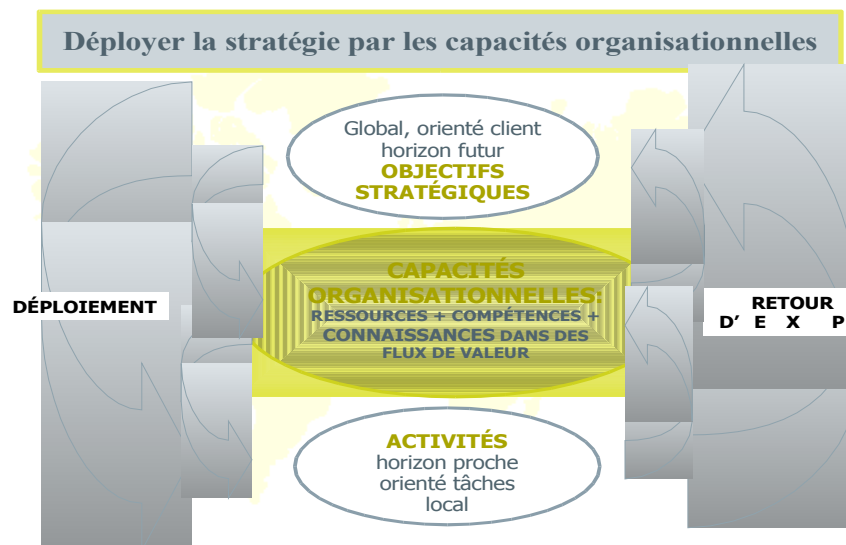 Déployer la stratégie par les capacités organisationnelles
Global, orienté client
horizon futur
OBJECTIFS
STRATÉGIQUES
CAPACITÉS
ORGANISATIONNELLES:
RESSOURCES + COMPÉTENCES +
CONNAISSANCES DANS DES
FLUX DE VALEUR
DÉPLOIEMENT
RETOUR
D' E X P
ACTIVITÉS
horizon proche
orienté tâches
local